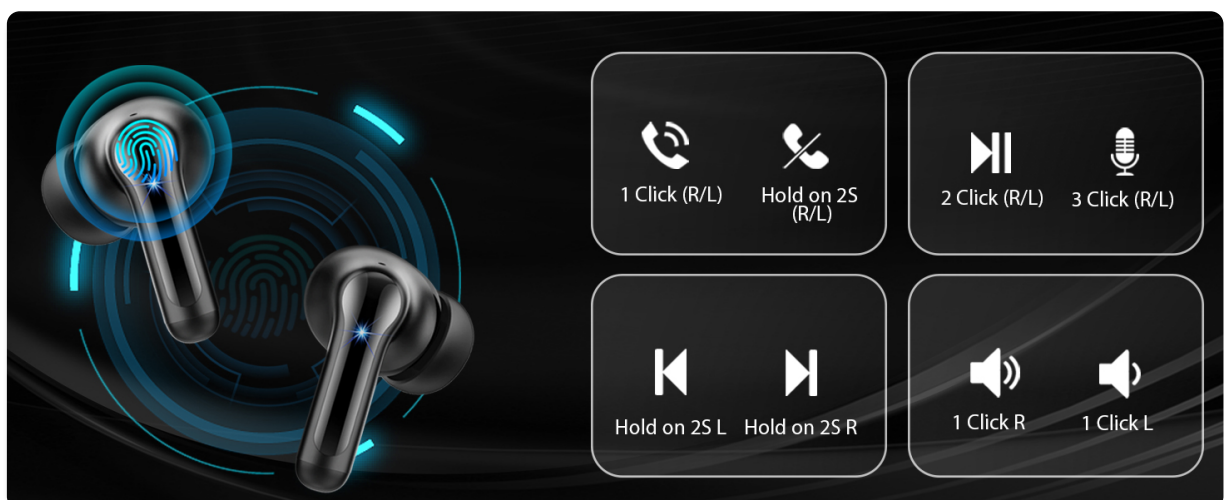 1 Click (R/L)
Hold on 2S
(R/L)
2 Click (R/L)
3 Click (R/L)
Hold on 2S L
Hold on 2S R
1 Click R
1 Click L